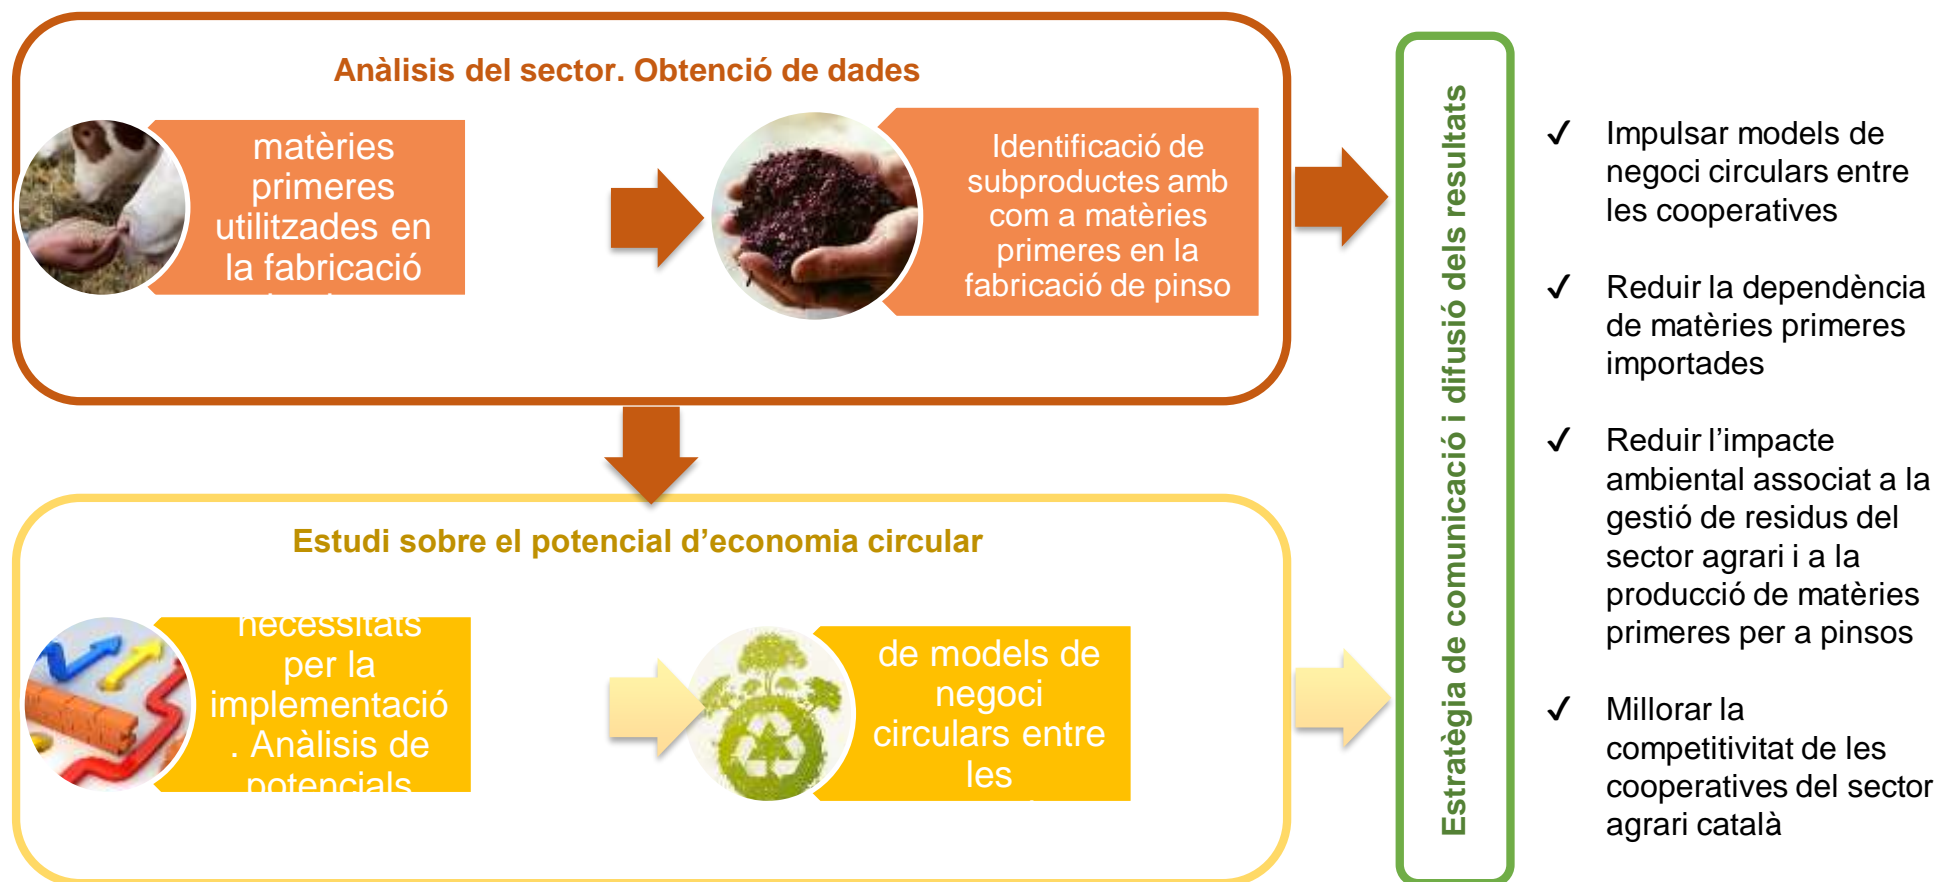 Anàlisis del sector. Obtenció de dades
matèries
primeres
utilitzades en
la fabricació
Identificació de
subproductes amb
com a matèries
primeres en la
fabricació de pinso
Estudi sobre el potencial d’economia circular
necessitats
per la
implementació
. Anàlisis de
potencials
de models de
negoci
circulars entre
les
Estratègia de comunicació i difusió dels resultats
✓ Impulsar models de
negoci circulars entre
les cooperatives
✓ Reduir la dependència
de matèries primeres
importades
✓ Reduir l’impacte
ambiental associat a la
gestió de residus del
sector agrari i a la
producció de matèries
primeres per a pinsos
✓ Millorar la
competitivitat de les
cooperatives del sector
agrari català